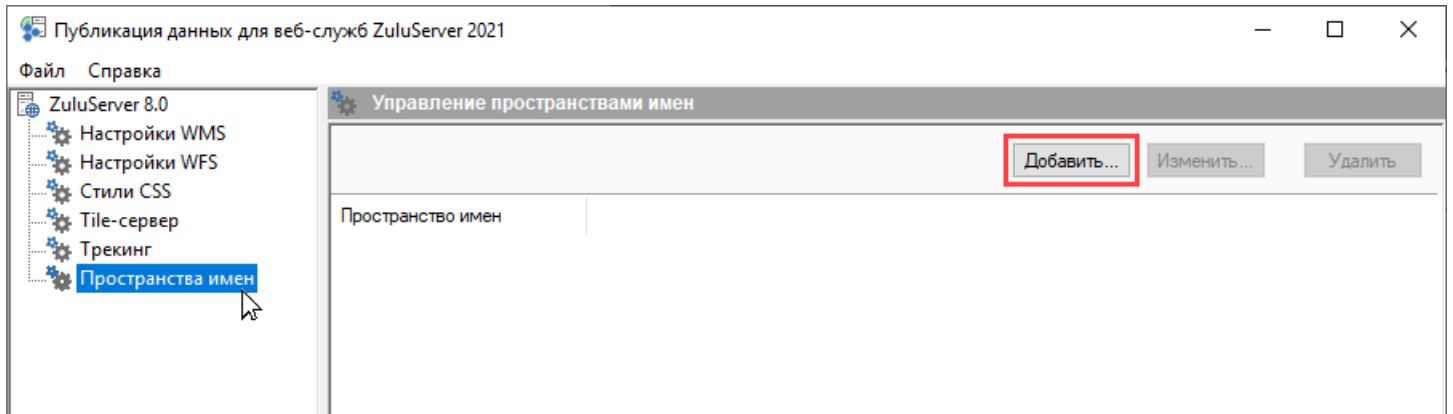 Публикация данных для веб-служб ZuluServer 2021
Файл Справка
ZuluServer 8.0
Настройки WMS
Настройки WFS
Стили CSS
Tile-сервер
Трекинг
Пространства имен
Управление пространствами имен
Добавить... Изменить... Удалить
Пространство имен